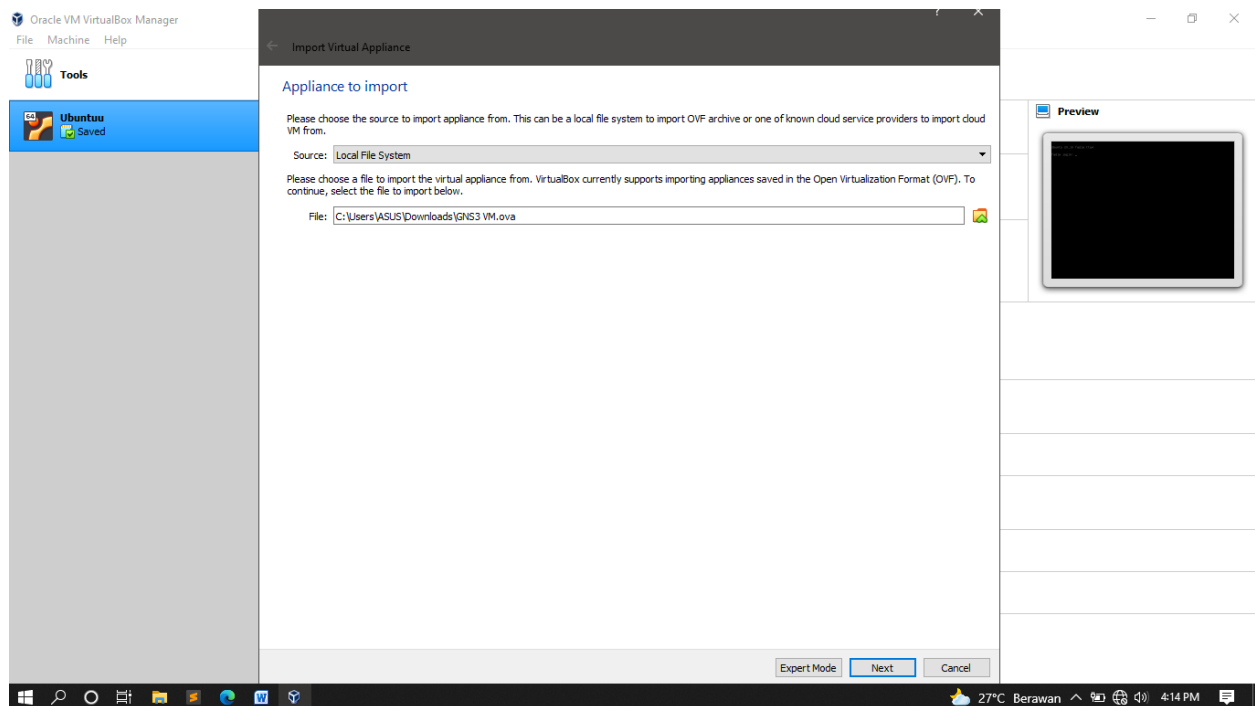 Oracle VM VirtualBox Manager
File Machine Help
Tools
64
Ubuntuu
Saved
?
Import Virtual Appliance
Appliance to import
Please choose the source to import appliance from. This can be a local file system to import OVF archive or one of known cloud service providers to import cloud
VM from.
Source: Local File System
Please choose a file to import the virtual appliance from. VirtualBox currently supports importing appliances saved in the Open Virtualization Format (OVF). To
continue, select the file to import below.
File: C:\Users\ASUS\Downloads\GNS3 VM.ova
Expert Mode Next Cancel
Preview
27°C Berawan 4:14 PM